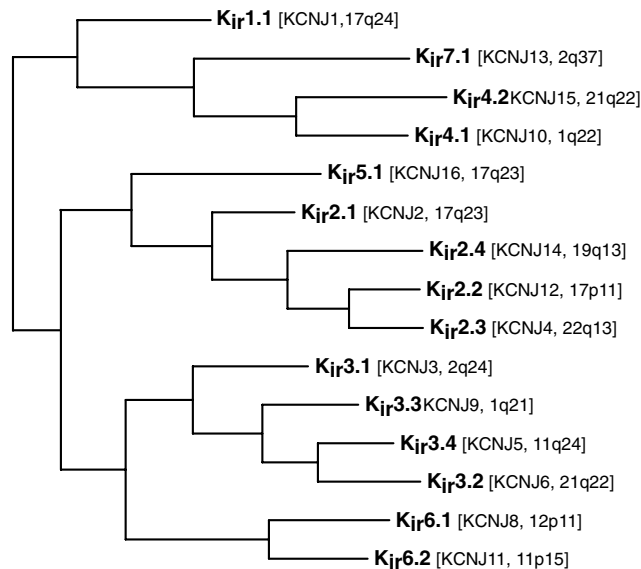 Kir1.1 [KCNJ1,17q24]
Kir7.1 [KCNJ13, 2q37]
Kir4.2KCNJ15, 21q22]
Kir4.1 [KCNJ10, 1q22]
Kir5.1 [KCNJ16, 17q23]
Kir2.1 [KCNJ2, 17q23]
Kir2.4 [KCNJ14, 19q13]
Kir2.2 [KCNJ12, 17p11]
Kir2.3 [KCNJ4, 22q13]
Kir3.1 [KCNJ3, 2q24]
Kir3.3KCNJ9, 1q21]
Kir3.4 [KCNJ5, 11q24]
Kir3.2 [KCNJ6, 21q22]
Kir6.1 [KCNJ8, 12p11]
Kir6.2 [KCNJ11, 11p15]